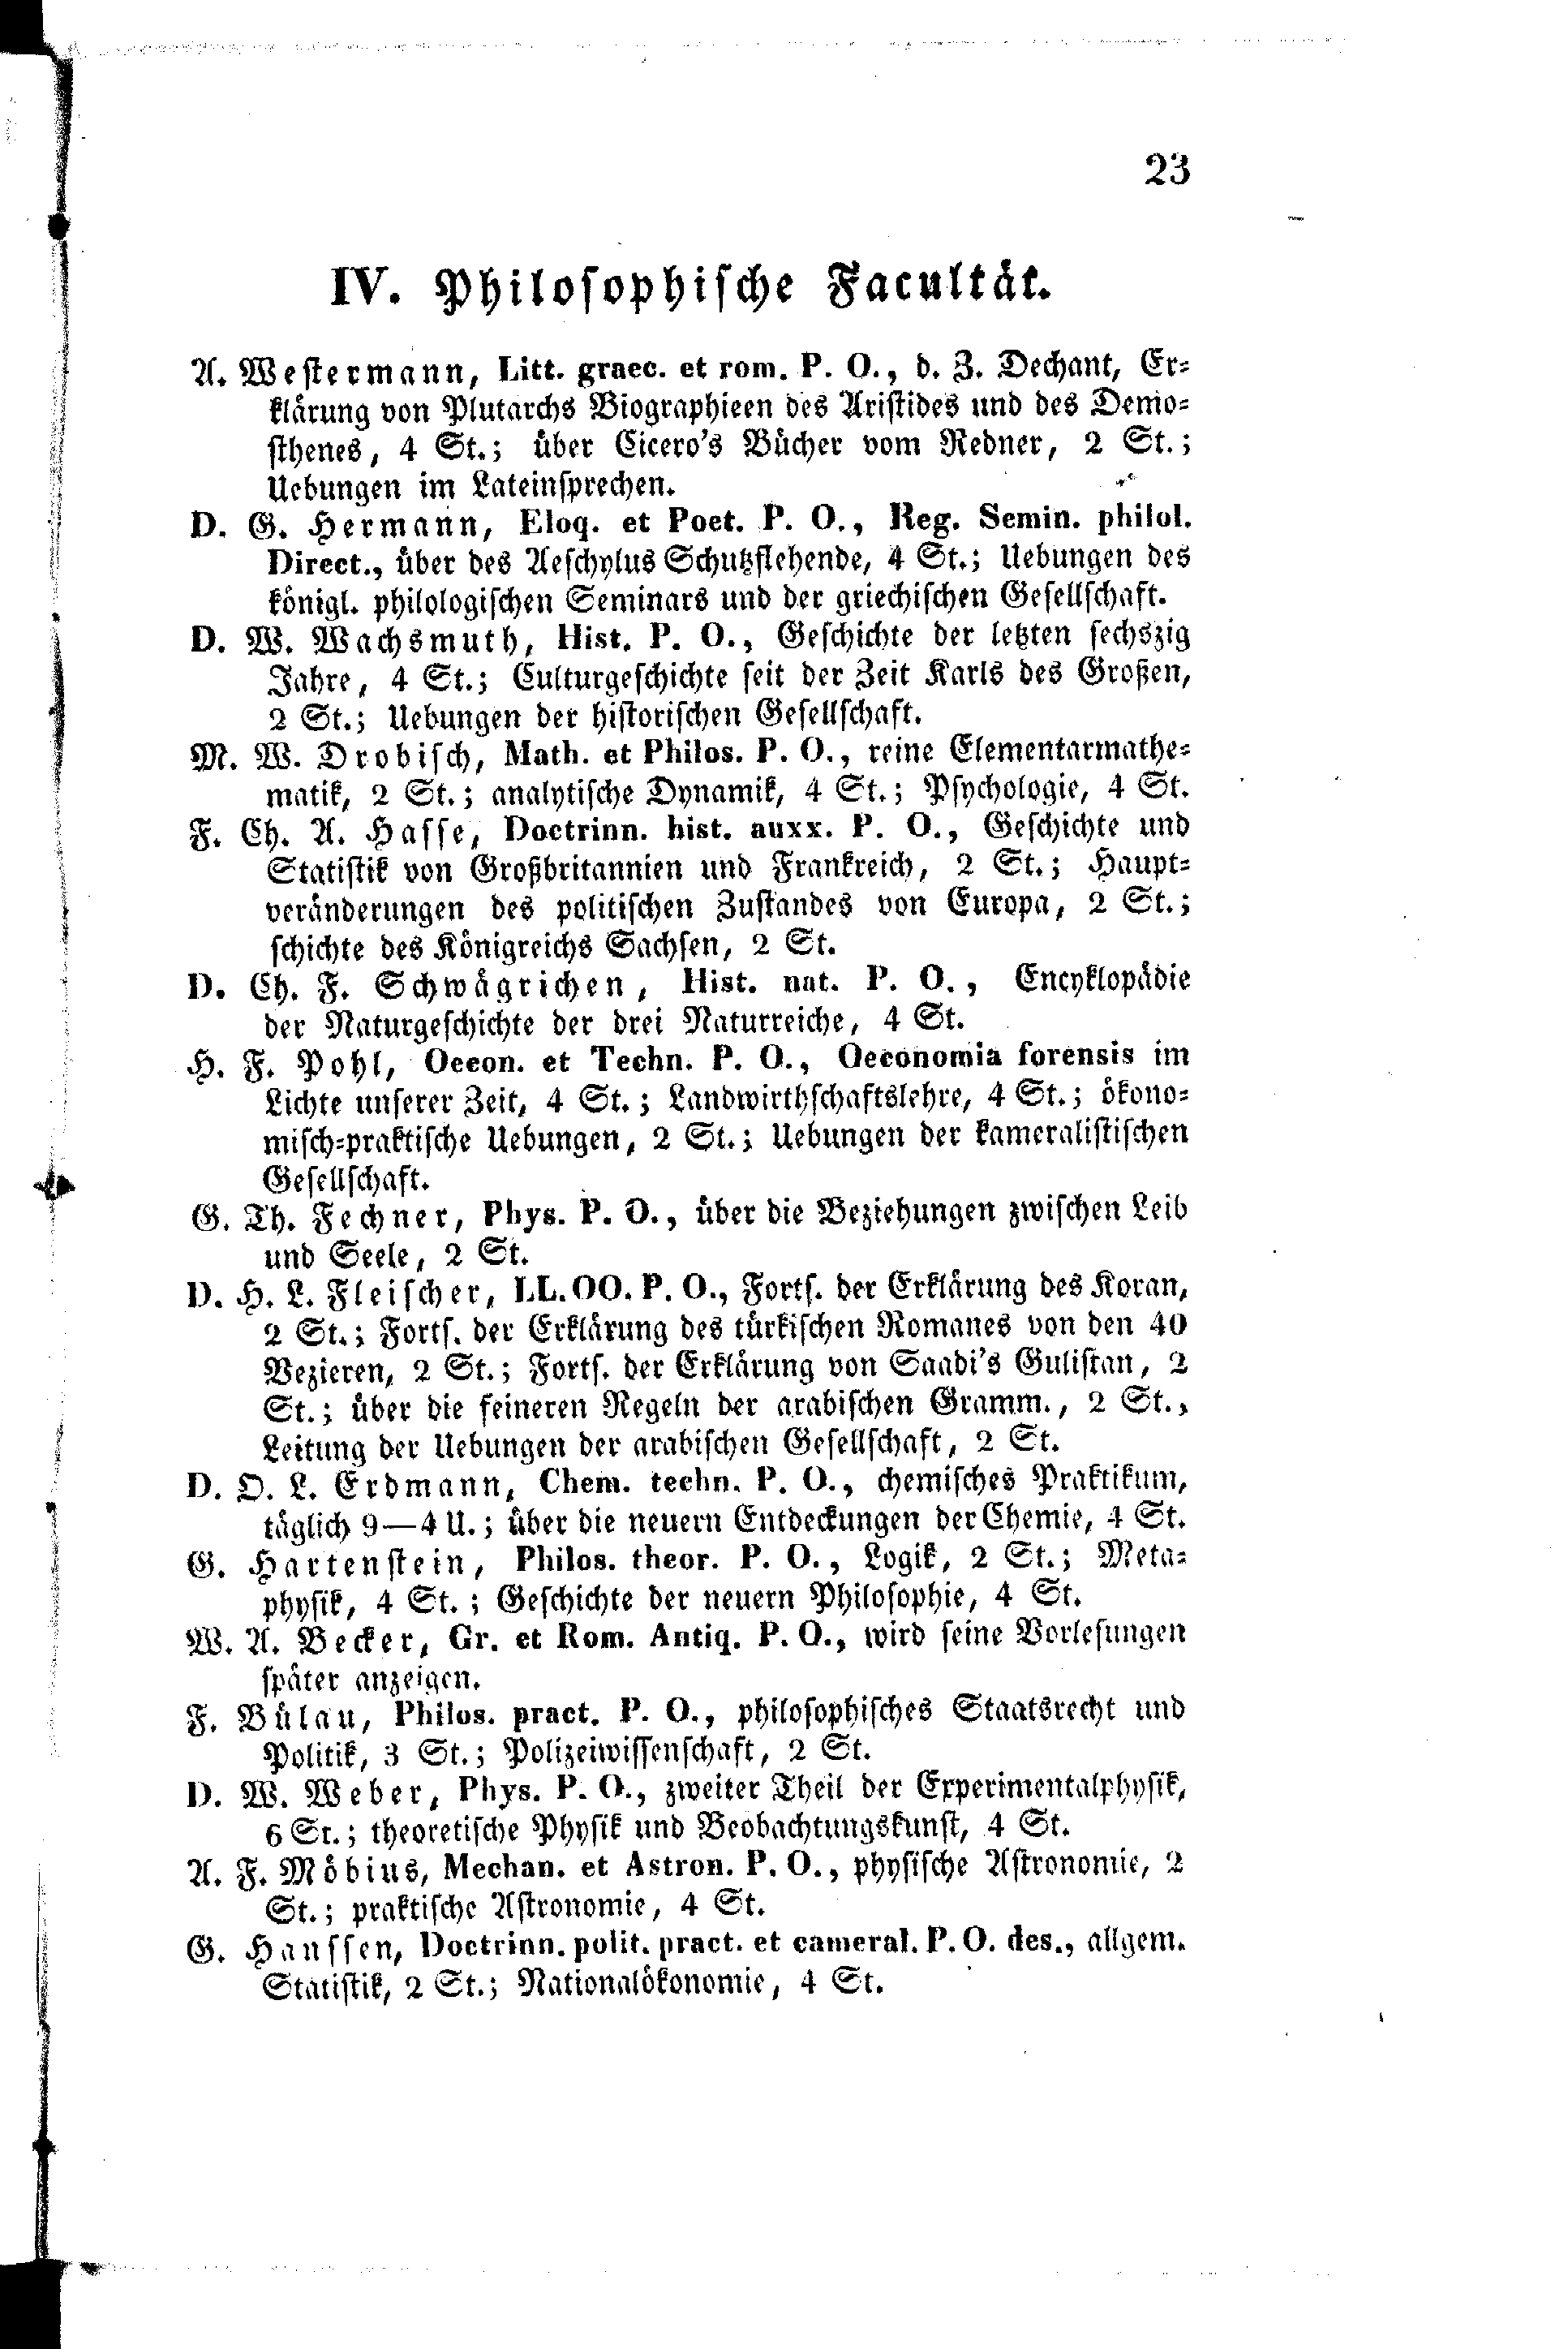 23
IV. Philosophische Facultät.
A. Westermann, Litt. graec. et rom. P. O., d. Z. Dechant, Er-
klärung von Plutarchs Biographieen des Aristides und des Demo-
sthenes, 4 St.; über Cicero's Bücher vom Redner, 2 St.;
Uebungen im Lateinsprechen.
D. G. Hermann, Eloq. et Poet. P. O., Reg. Semin. philol.
Direct., über des Aeschylus Schutzflehende, 4 St.; Uebungen des
königl. philologischen Seminars und der griechischen Gesellschaft.
D. W. Wachsmuth, Hist. P. O., Geschichte der letzten sechszig
Jahre, 4 St.; Culturgeschichte seit der Zeit Karls des Großen,
2 St.; Uebungen der historischen Gesellschaft.
M. W. Drobisch, Math. et Philos. P. O., reine Elementarmathe-
matik, 2 St.; analytische Dynamik, 4 St.; Psychologie, 4 St.
F. Ch. A. Hasse, Doctrinn. hist. auxx. P. O., Geschichte und
Statistik von Großbritannien und Frankreich, 2 St.; Haupt-
veränderungen des politischen Zustandes von Europa, 2 St.;
schichte des Königreichs Sachsen, 2 St.
D. Ch. F. Schwägrichen, Hist. nat. P. O., Encyklopädie
der Naturgeschichte der drei Naturreiche, 4 St.
H. F. Pohl, Oecon. et Techn. P. O., Oeconomia forensis im
Lichte unserer Zeit, 4 St.; Landwirthschaftslehre, 4 St.; ökono-
misch-praktische Uebungen, 2 St.; Uebungen der kameralistischen
Gesellschaft.
G. Th. Fechner, Phys. P. O., über die Beziehungen zwischen Leib
und Seele, 2 St.
D. H. L. Fleischer, LL. OO. P. O., Forts. der Erklärung des Koran,
2 St.; Forts. der Erklärung des türkischen Romanes von den 40
Vezieren, 2 St.; Forts. der Erklärung von Saadi's Gulistan, 2
St.; über die feineren Regeln der arabischen Gramm., 2 St.,
Leitung der Uebungen der arabischen Gesellschaft, 2 St.
D. O. L. Erdmann, Chem. techn. P. O., chemisches Praktikum,
täglich 9—4 U.; über die neuern Entdeckungen der Chemie, 4 St.
G. Hartenstein, Philos. theor. P. O., Logik, 2 St.; Meta-
physik, 4 St.; Geschichte der neuern Philosophie, 4 St.
W. A. Becker, Gr. et Rom. Antiq. P. O., wird seine Vorlesungen
später anzeigen.
F. Bülau, Philos. pract. P. O., philosophisches Staatsrecht und
Politik, 3 St.; Polizeiwissenschaft, 2 St.
D. W. Weber, Phys. P. O., zweiter Theil der Experimentalphysik,
6 St.; theoretische Physik und Beobachtungskunst, 4 St.
A. F. Möbius, Mechan. et Astron. P. O., physische Astronomie, 2
St.; praktische Astronomie, 4 St.
G. Hanssen, Doctrinn. polit. pract. et cameral. P. O. des., allgem.
Statistik, 2 St.; Nationalökonomie, 4 St.